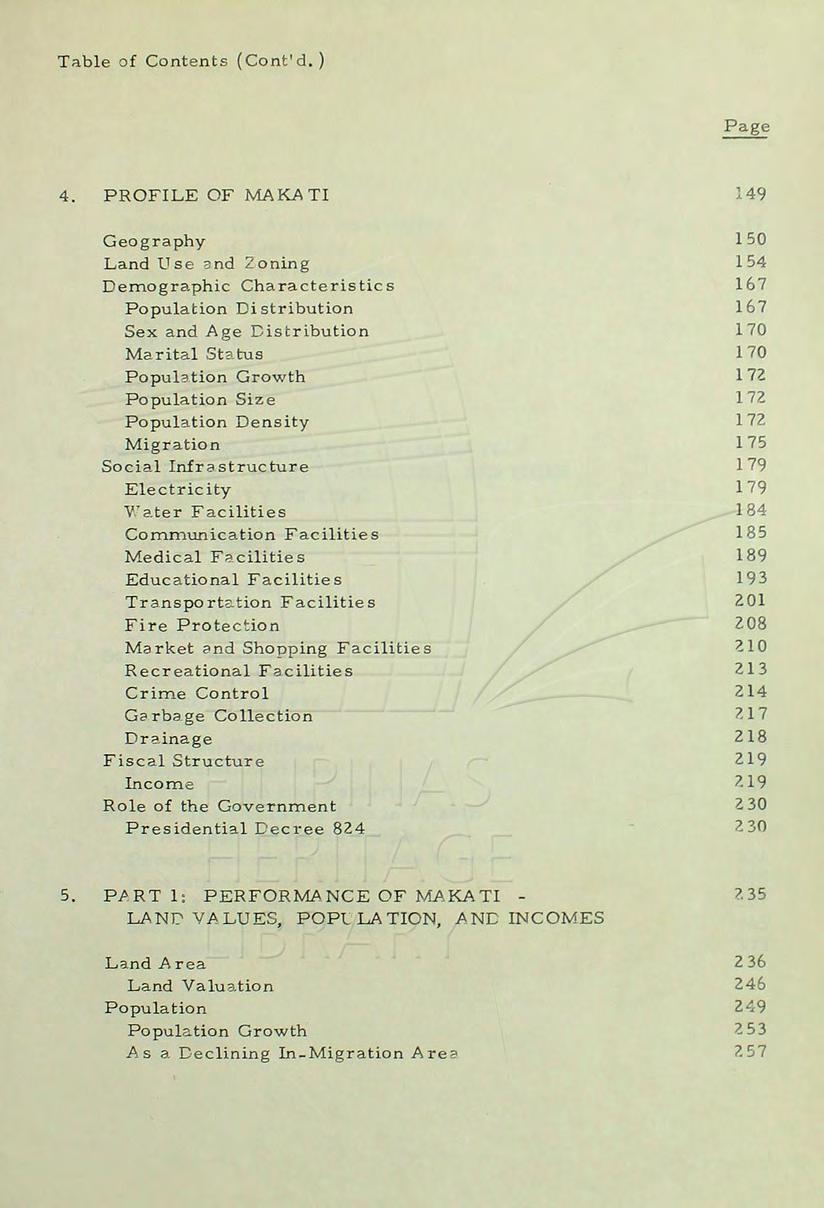 Table of Contents (Cont'd.)
Page
4. PROFILE OF MAKATI 149
Geography 150
Land Use and Zoning 154
Demographic Characteristics 167
Population Distribution 167
Sex and Age Distribution 170
Marital Status 170
Population Growth 172
Population Size 172
Population Density 172
Migration 175
Social Infrastructure 179
Electricity 179
Water Facilities 184
Communication Facilities 185
Medical Facilities 189
Educational Facilities 193
Transportation Facilities 201
Fire Protection 208
Market and Shopping Facilities 210
Recreational Facilities 213
Crime Control 214
Garbage Collection 217
Drainage 218
Fiscal Structure 219
Income 219
Role of the Government 230
Presidential Decree 824 230
5. PART 1: PERFORMANCE OF MAKATI - 235
LAND VALUES, POPULATION, AND INCOMES
Land Area 236
Land Valuation 246
Population 249
Population Growth 253
As a Declining In-Migration Area 257
FILIPINAS
HERITAGE
LIBRARY